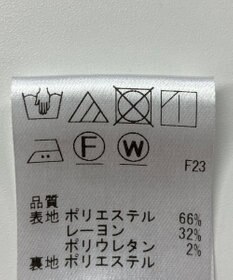 F W
F23
品質
表地 ポリエステル 66%
レーヨン 32%
ポリウレタン 2%
裏地 ポリエステル